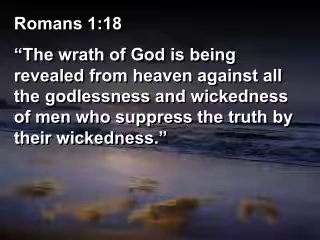 Romans 1:18
“The wrath of God is being
revealed from heaven against all
the godlessness and wickedness
of men who suppress the truth by
their wickedness.”